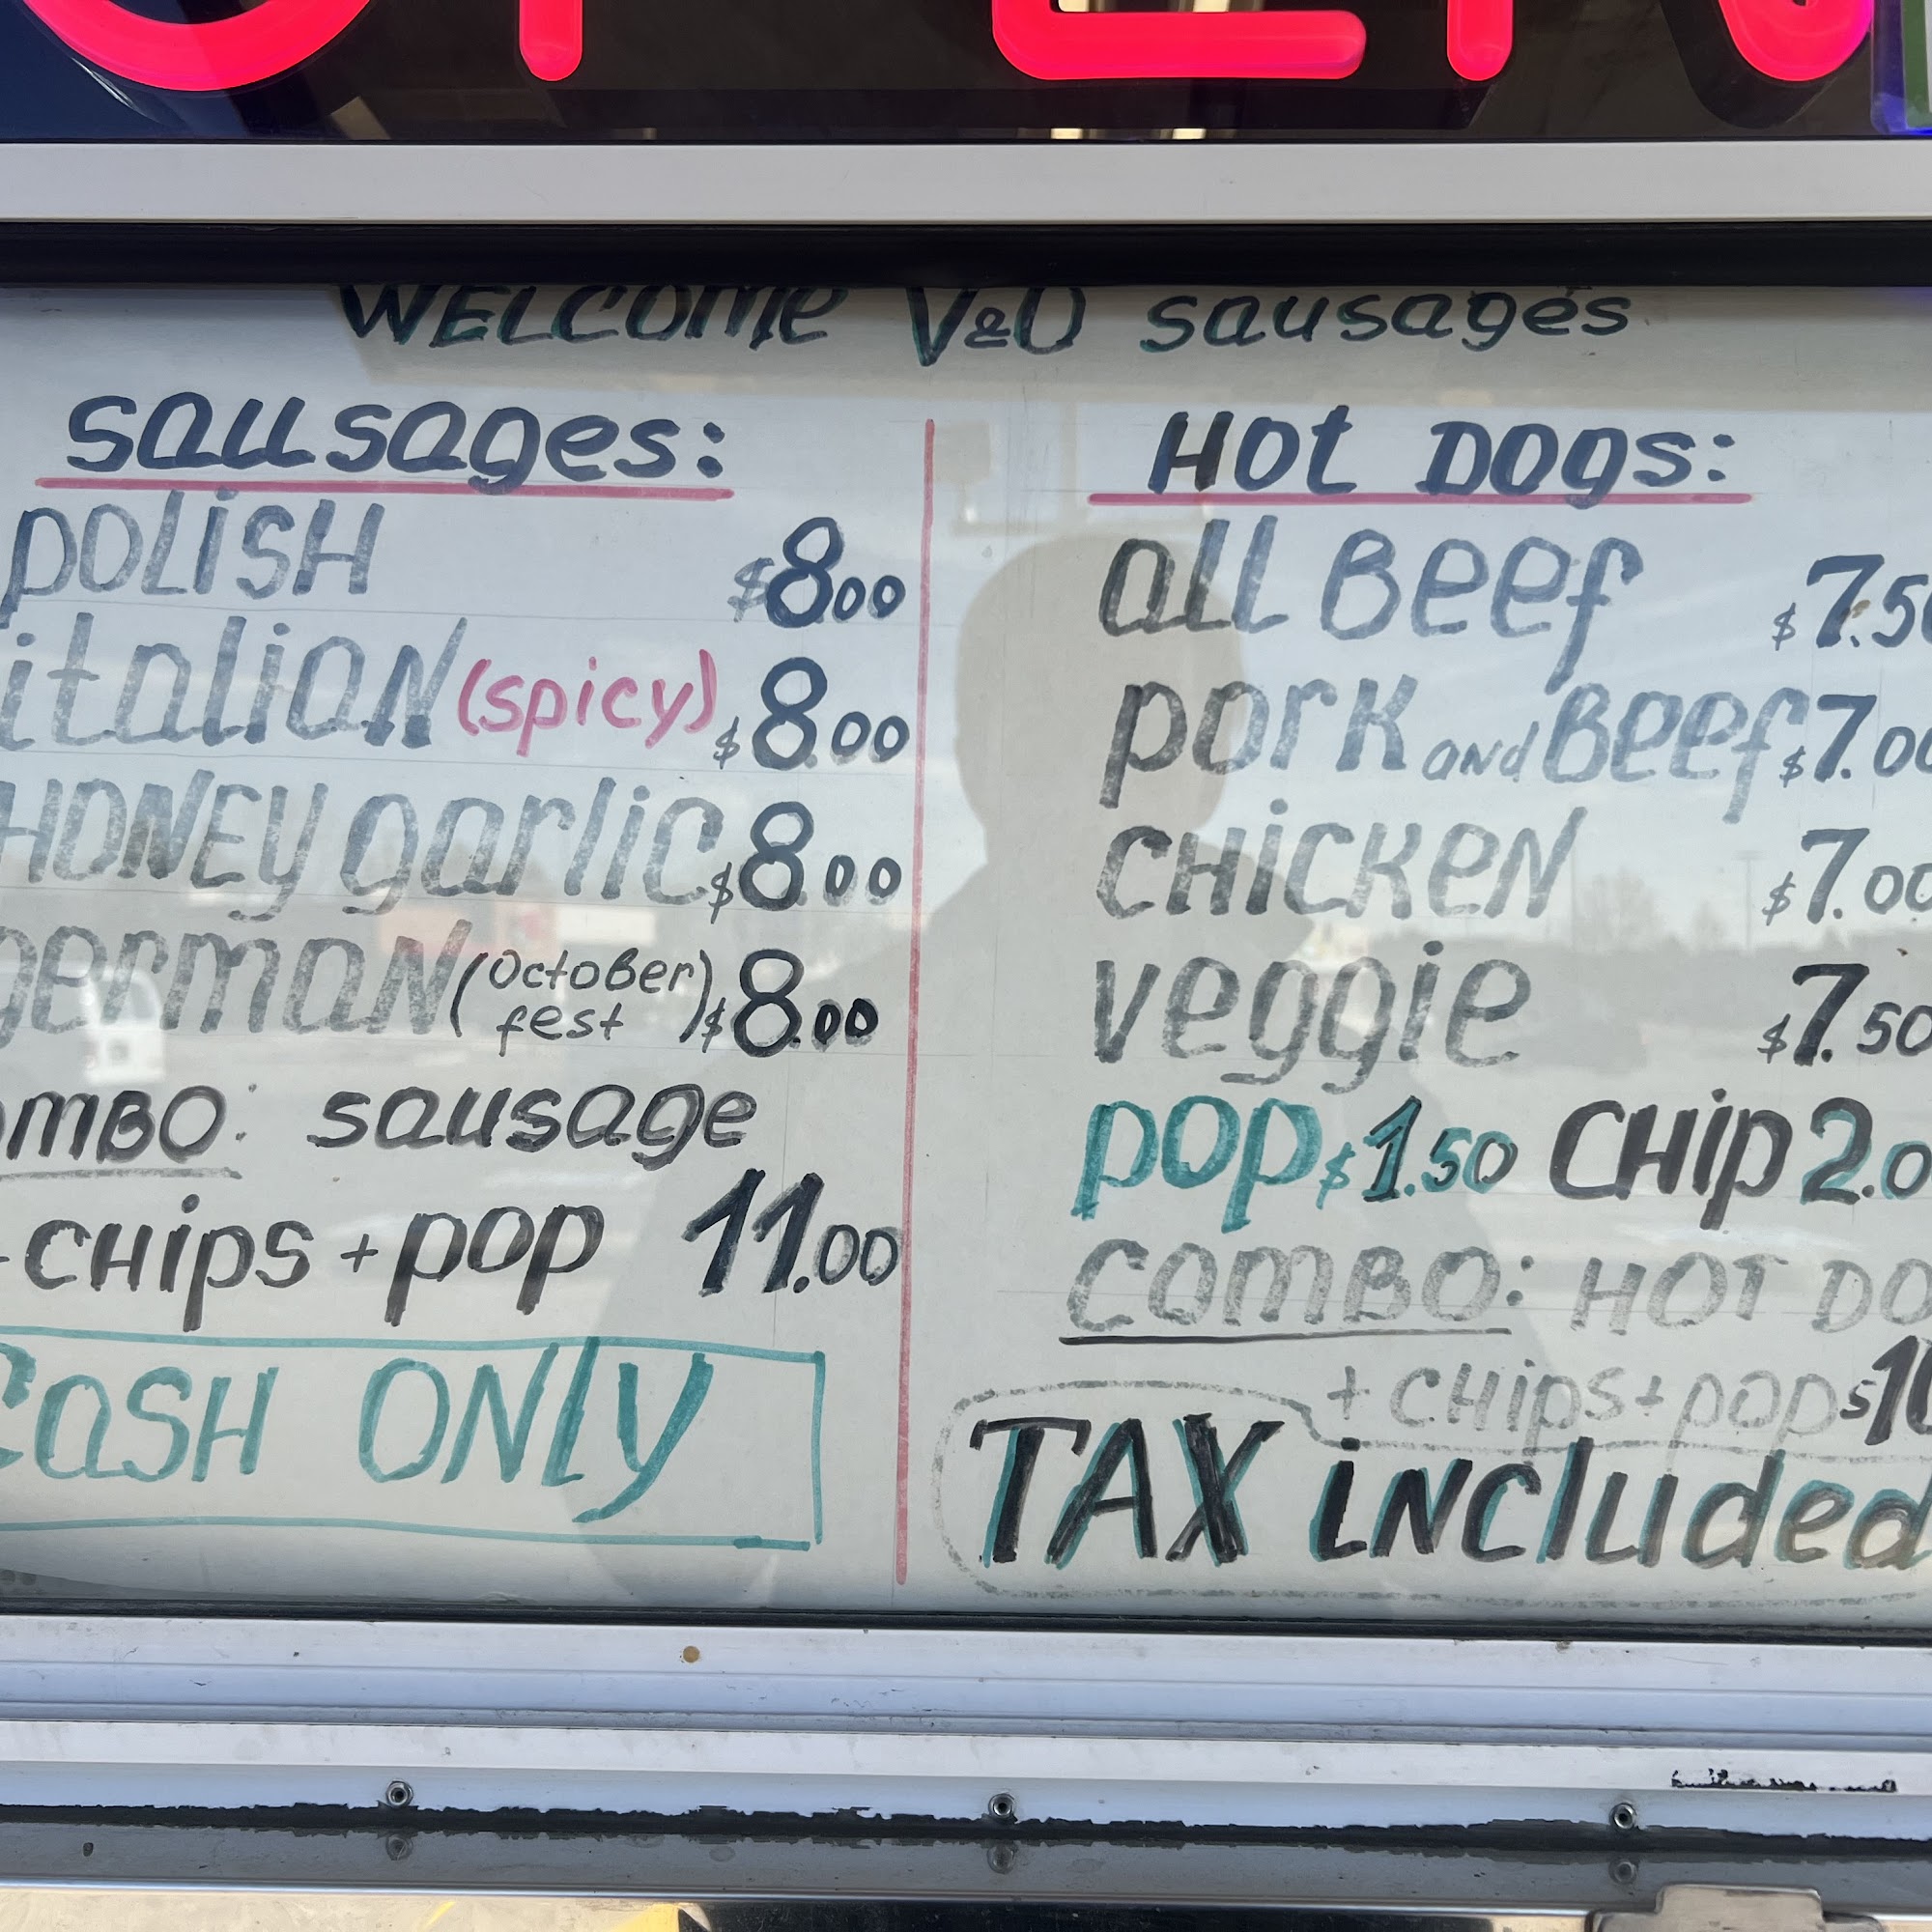 OPEN
WELCOME V&O sausages
sausages:
POLISH $8.00
italian (spicy) $8.00
HONEY garlic $8.00
german (October fest) $8.00
OMBO: sausage
+ CHips + pop 11.00
CASH ONLY
HOt DOgs:
all Beef $7.50
pork and Beef $7.00
CHicken $7.00
veggie $7.50
pop $1.50 CHip 2.0
COMBO: HOT DO
+ CHips + pop $10
TAX included